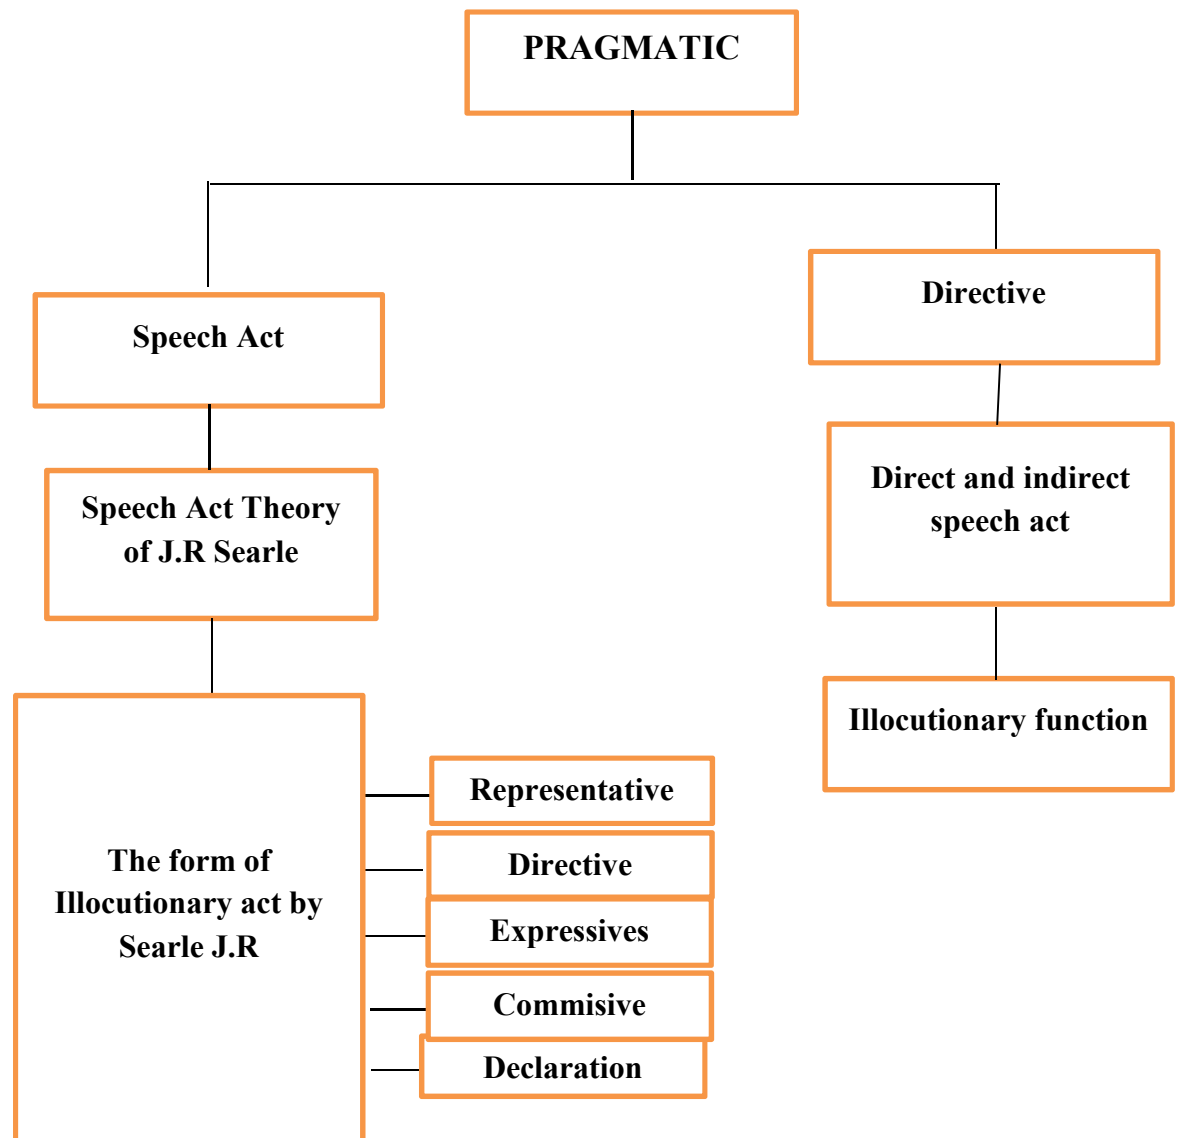 PRAGMATIC
Speech Act
Directive
Speech Act Theory
of J.R Searle
Direct and indirect
speech act
Illocutionary function
The form of
Illocutionary act by
Searle J.R
Representative
Directive
Expressives
Commisive
Declaration